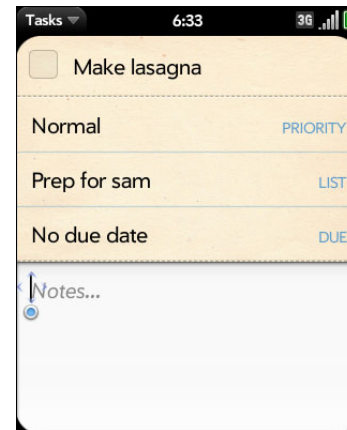 Tasks 6:33 3G
Make lasagna
Normal PRIORITY
Prep for sam LIST
No due date DUE
Notes...